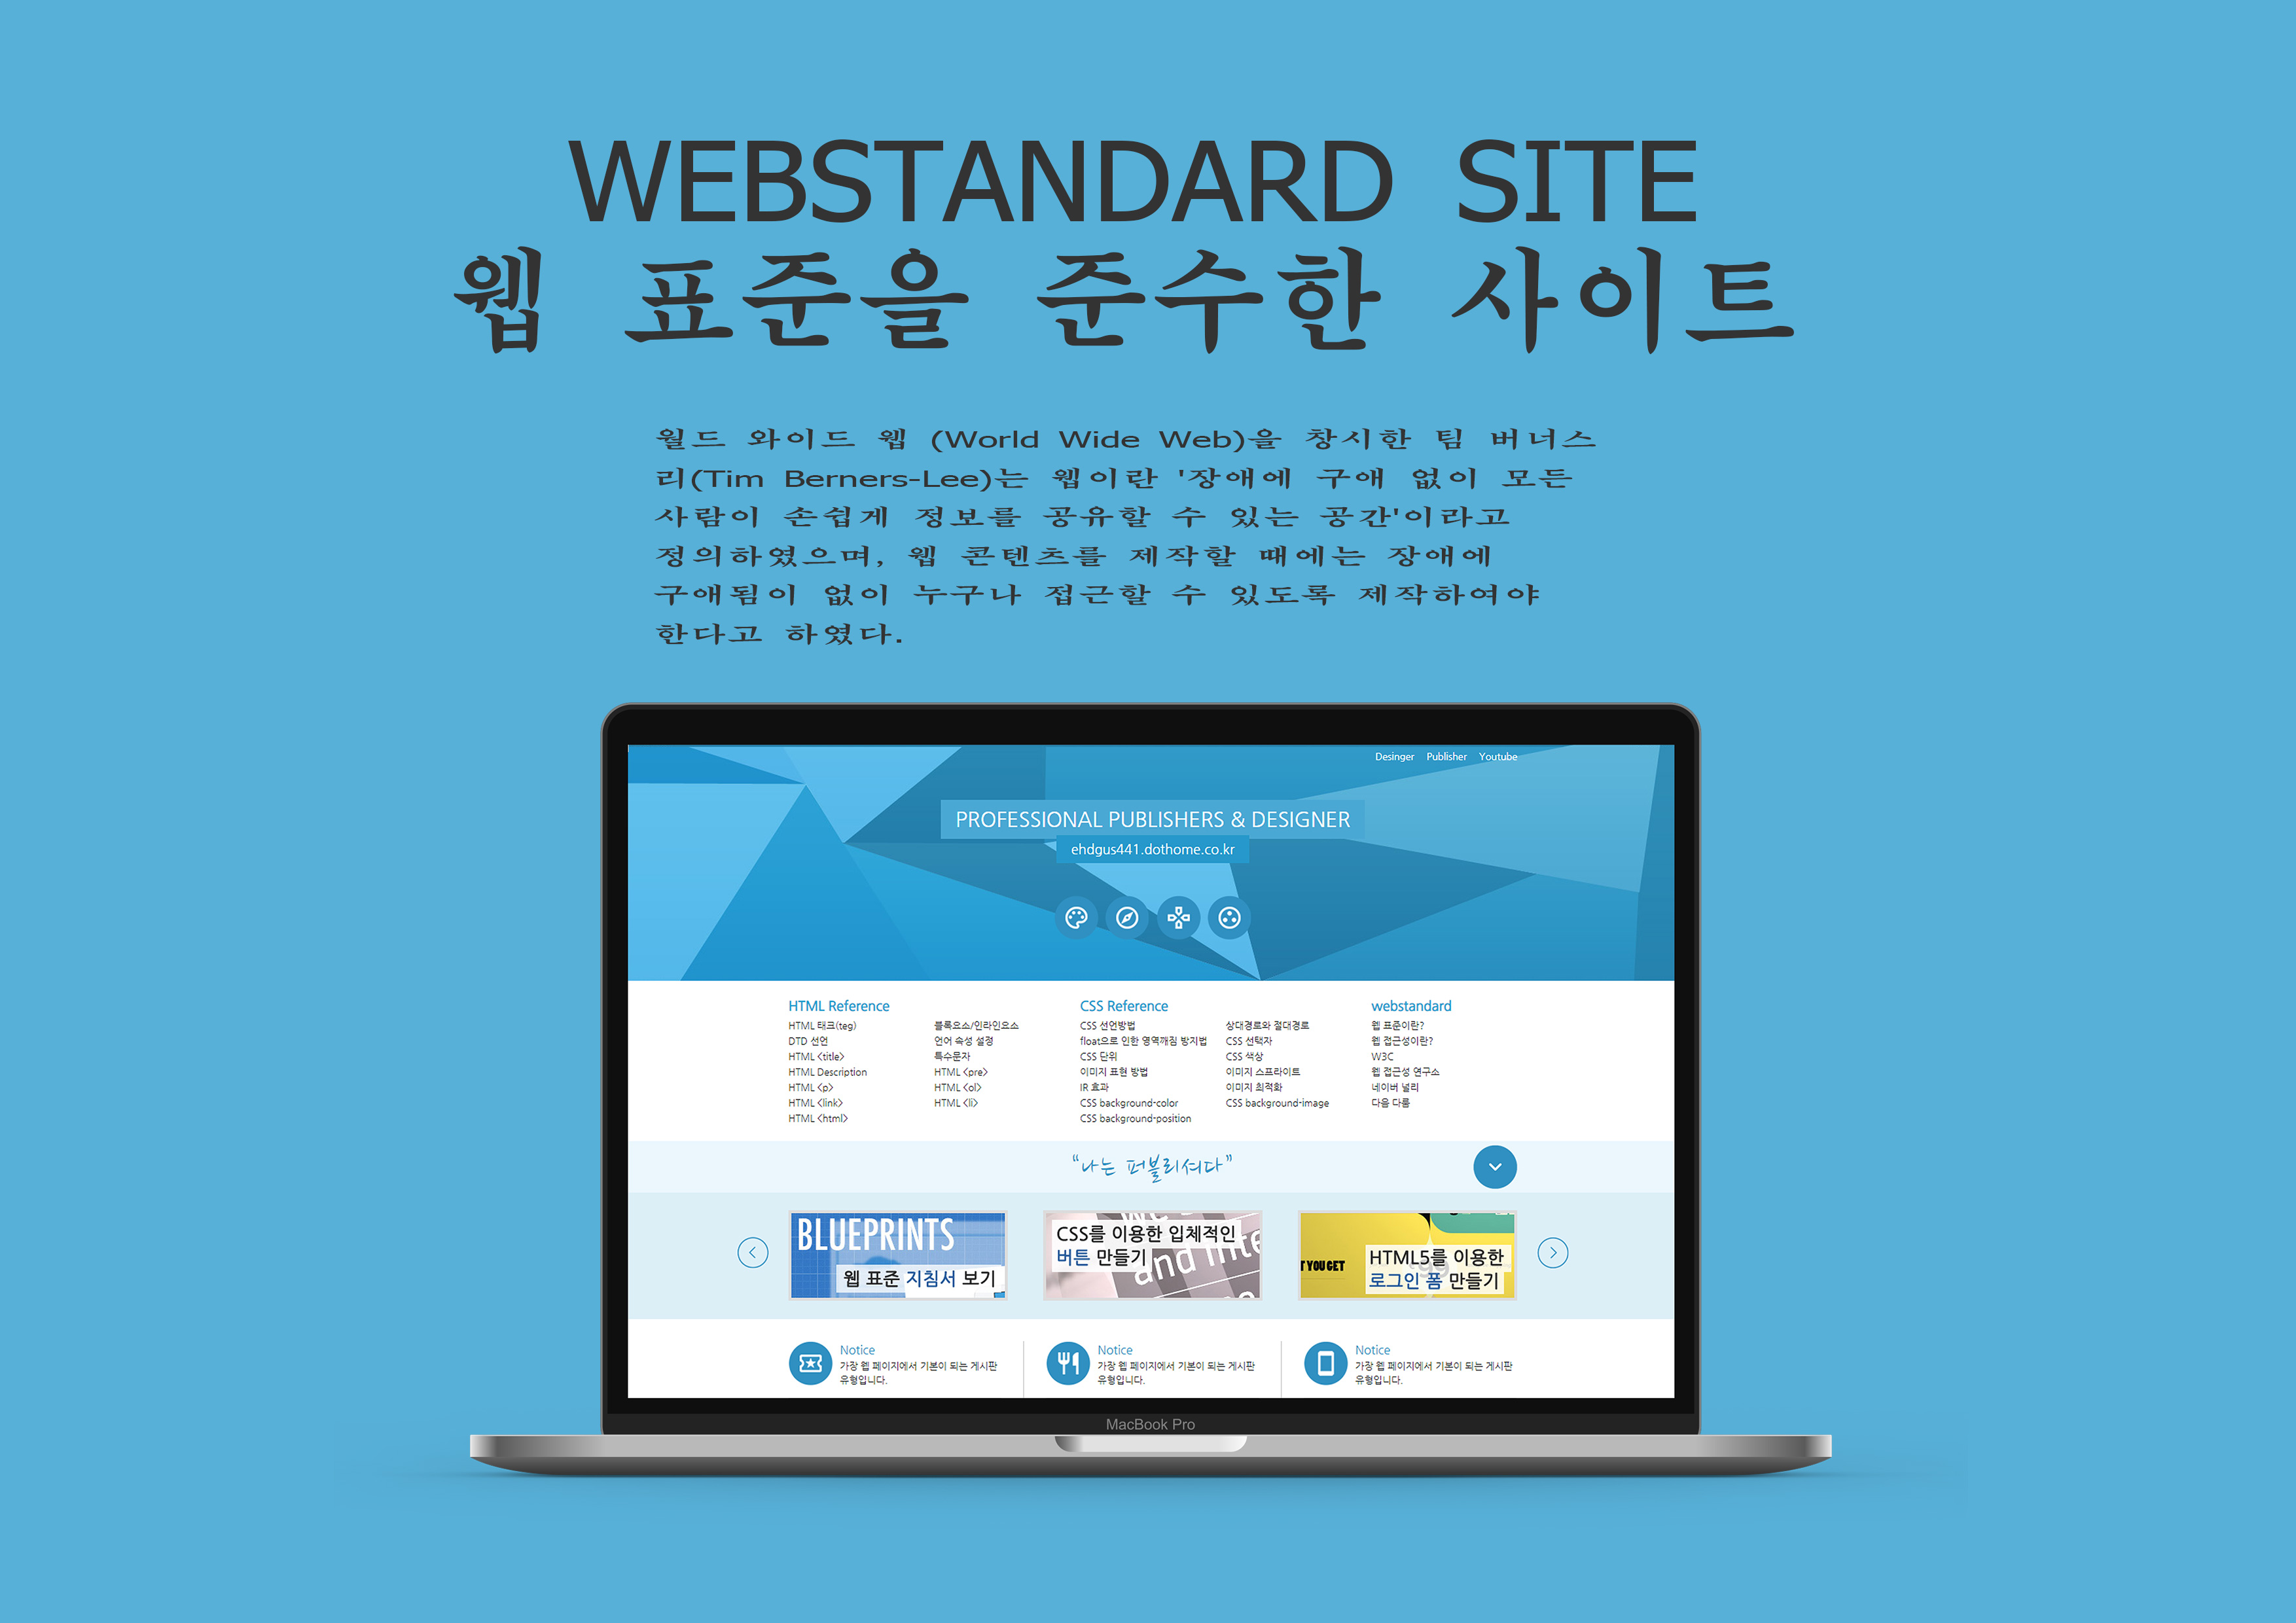 WEBSTANDARD SITE
웹 표준을 준수한 사이트
월드 와이드 웹 (World Wide Web)을 창시한 팀 버너스
리(Tim Berners-Lee)는 웹이란 '장애에 구애 없이 모든
사람이 손쉽게 정보를 공유할 수 있는 공간'이라고
정의하였으며, 웹 콘텐츠를 제작할 때에는 장애에
구애됨이 없이 누구나 접근할 수 있도록 제작하여야
한다고 하였다.
Desinger Publisher Youtube
PROFESSIONAL PUBLISHERS & DESIGNER
ehdgus441.dothome.co.kr
HTML Reference
HTML 태크(teg)
DTD 선언
HTML <title>
HTML Description
HTML <p>
HTML <link>
HTML <html>
블록요소/인라인요소
언어 속성 설정
특수문자
HTML <pre>
HTML <ol>
HTML <li>
CSS Reference
CSS 선언방법
float으로 인한 영역깨짐 방지법
CSS 단위
이미지 표현 방법
IR 효과
CSS background-color
CSS background-position
상대경로와 절대경로
CSS 선택자
CSS 색상
이미지 스프라이트
이미지 최적화
CSS background-image
webstandard
웹 표준이란?
웹 접근성이란?
W3C
웹 접근성 연구소
네이버 널리
다음 다룸
“나는 퍼블리셔다”
BLUEPRINTS
웹 표준 지침서 보기
CSS를 이용한 입체적인
버튼 만들기
and inte
T YOU GET
HTML5를 이용한
로그인 폼 만들기
Notice
가장 웹 페이지에서 기본이 되는 게시판
유형입니다.
Notice
가장 웹 페이지에서 기본이 되는 게시판
유형입니다.
Notice
가장 웹 페이지에서 기본이 되는 게시판
유형입니다.
MacBook Pro